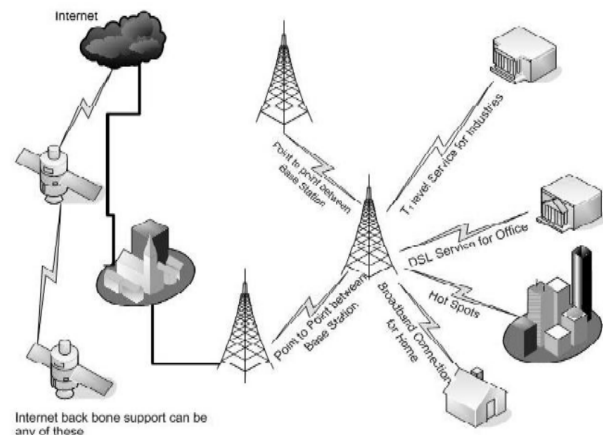 Internet
Point to point between
Base Station
T₁ level Service for Industries
DSL Service for Office
Hot Spots
Broadband Connection
for Home
Point to Point between
Base Station
Internet back bone support can be
any of these